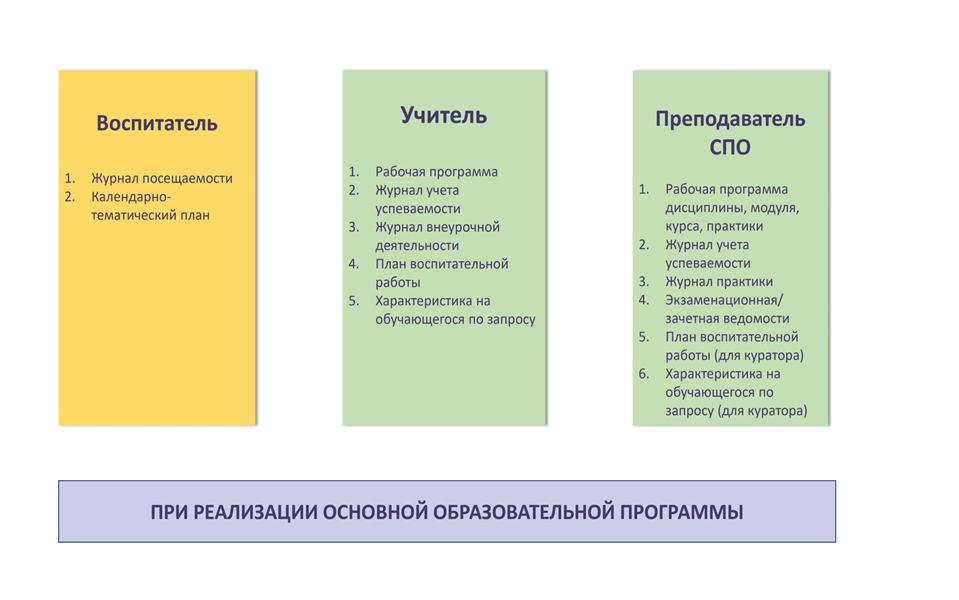 Воспитатель
1. Журнал посещаемости
2. Календарно-
тематический план
Учитель
1. Рабочая программа
2. Журнал учета
успеваемости
3. Журнал внеурочной
деятельности
4. План воспитательной
работы
5. Характеристика на
обучающегося по запросу
Преподаватель
СПО
1. Рабочая программа
дисциплины, модуля,
курса, практики
2. Журнал учета
успеваемости
3. Журнал практики
4. Экзаменационная/
зачетная ведомости
5. План воспитательной
работы (для куратора)
6. Характеристика на
обучающегося по
запросу (для куратора)
ПРИ РЕАЛИЗАЦИИ ОСНОВНОЙ ОБРАЗОВАТЕЛЬНОЙ ПРОГРАММЫ